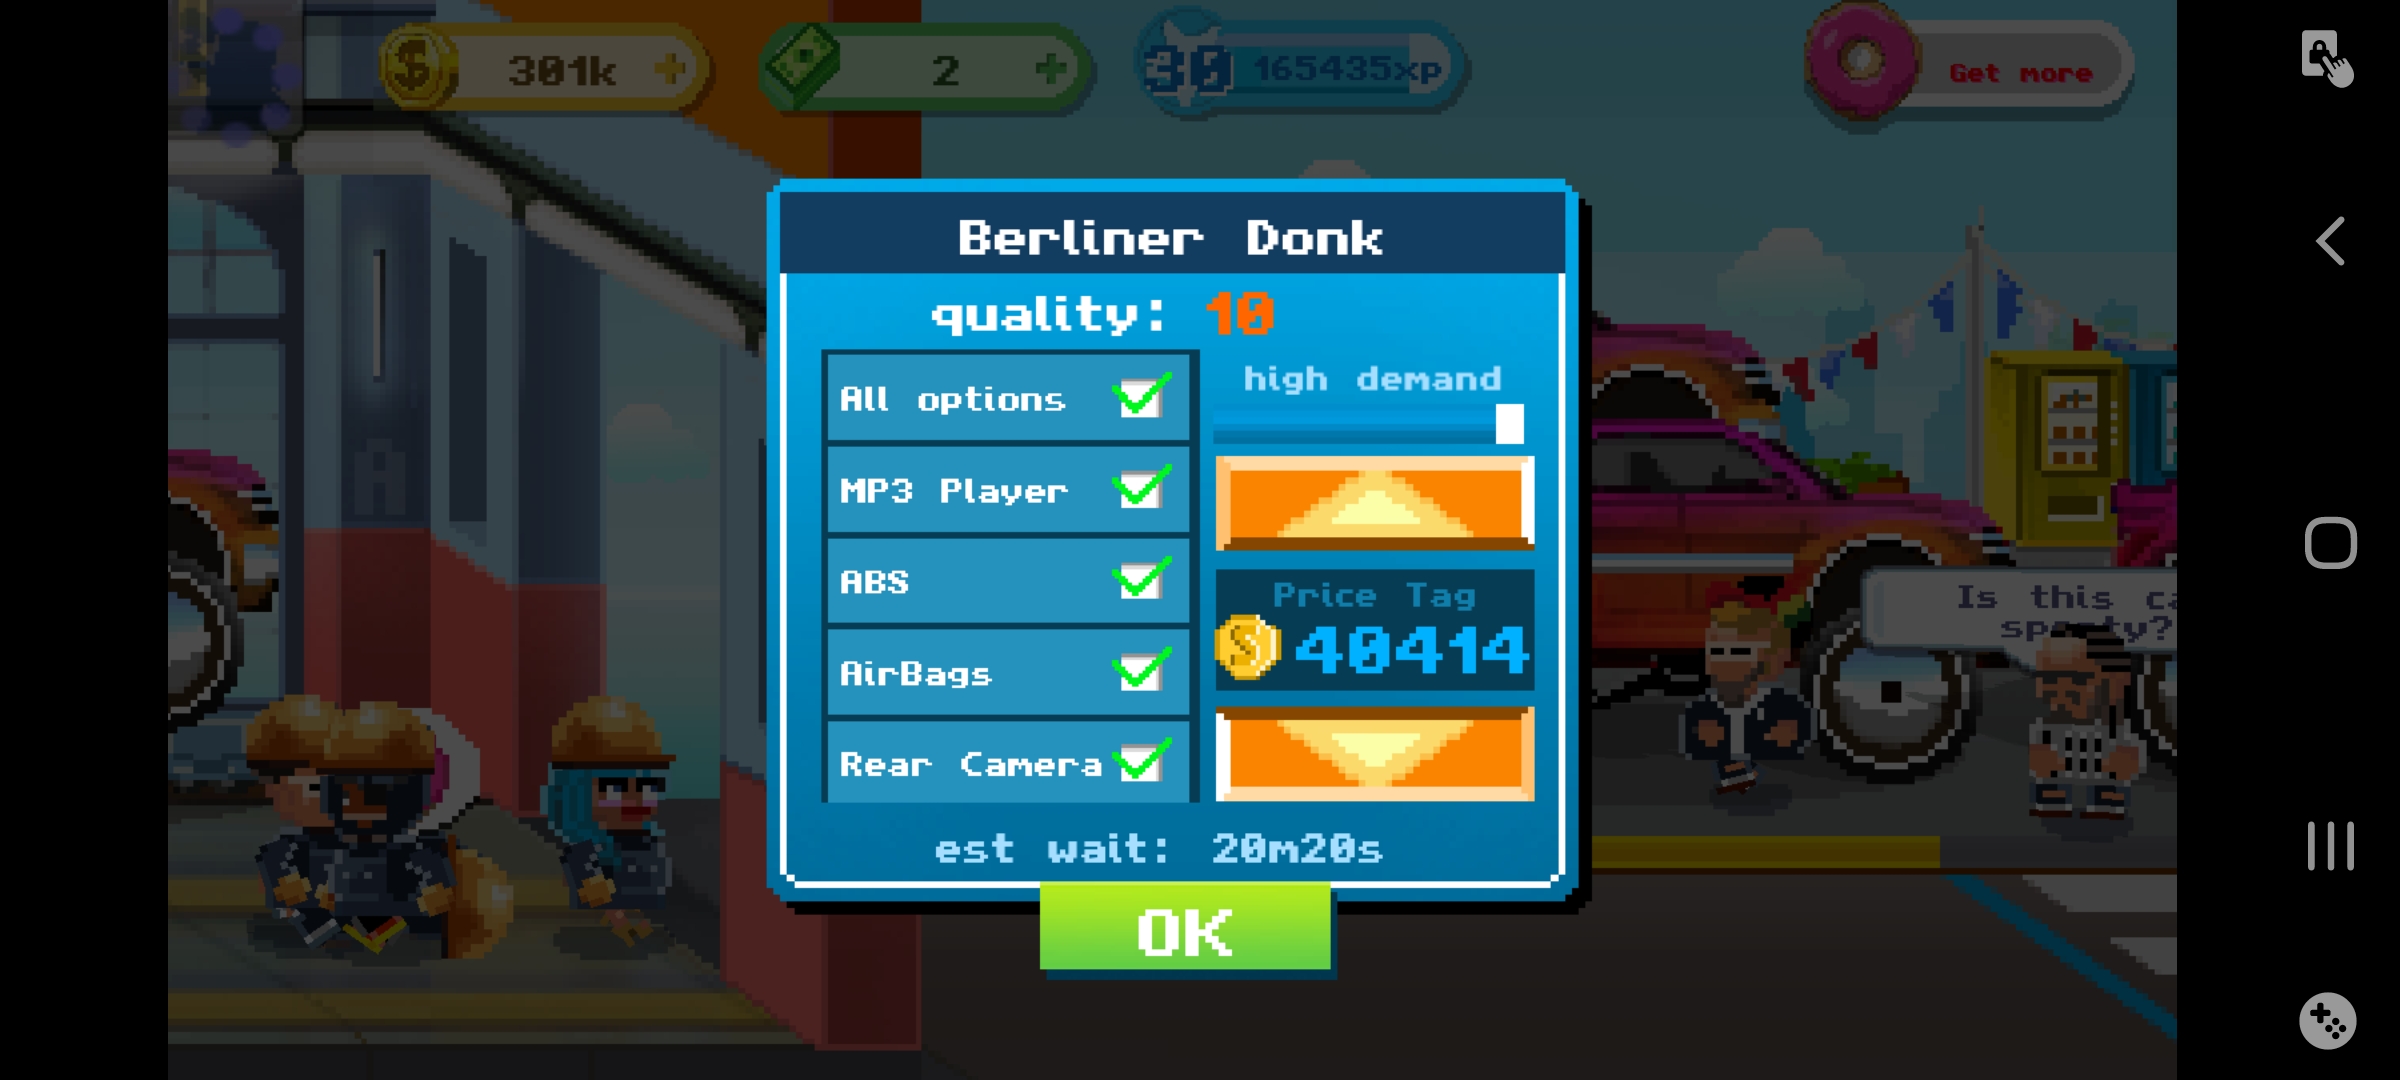 301k
2
30
165435xp
Get more
Berliner Donk
quality: 10
All options
MP3 Player
ABS
AirBags
Rear Camera
high demand
Price Tag
40414
est wait: 20m20s
OK
Is this